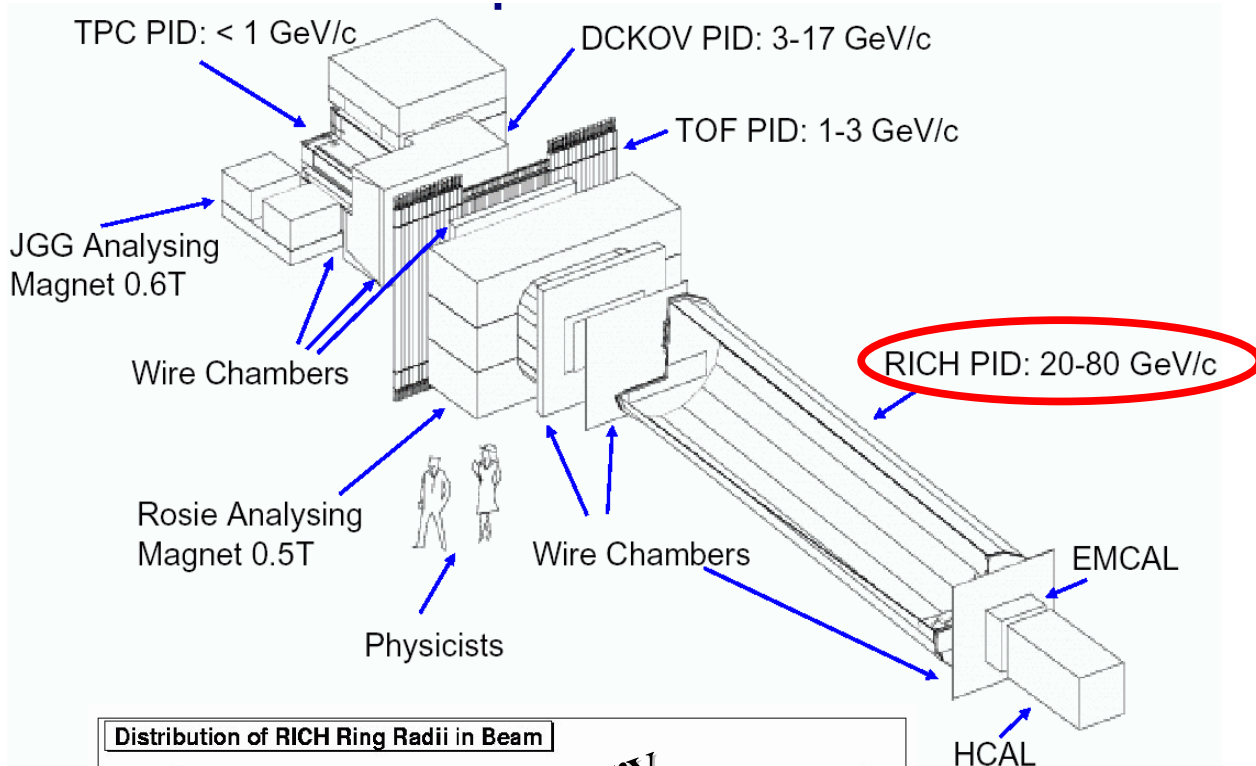 TPC PID: < 1 GeV/c
DCKOV PID: 3-17 GeV/c
TOF PID: 1-3 GeV/c
JGG Analysing
Magnet 0.6T
Wire Chambers
RICH PID: 20-80 GeV/c
Rosie Analysing
Magnet 0.5T
Wire Chambers
EMCAL
Physicists
Distribution of RICH Ring Radii in Beam
HCAL